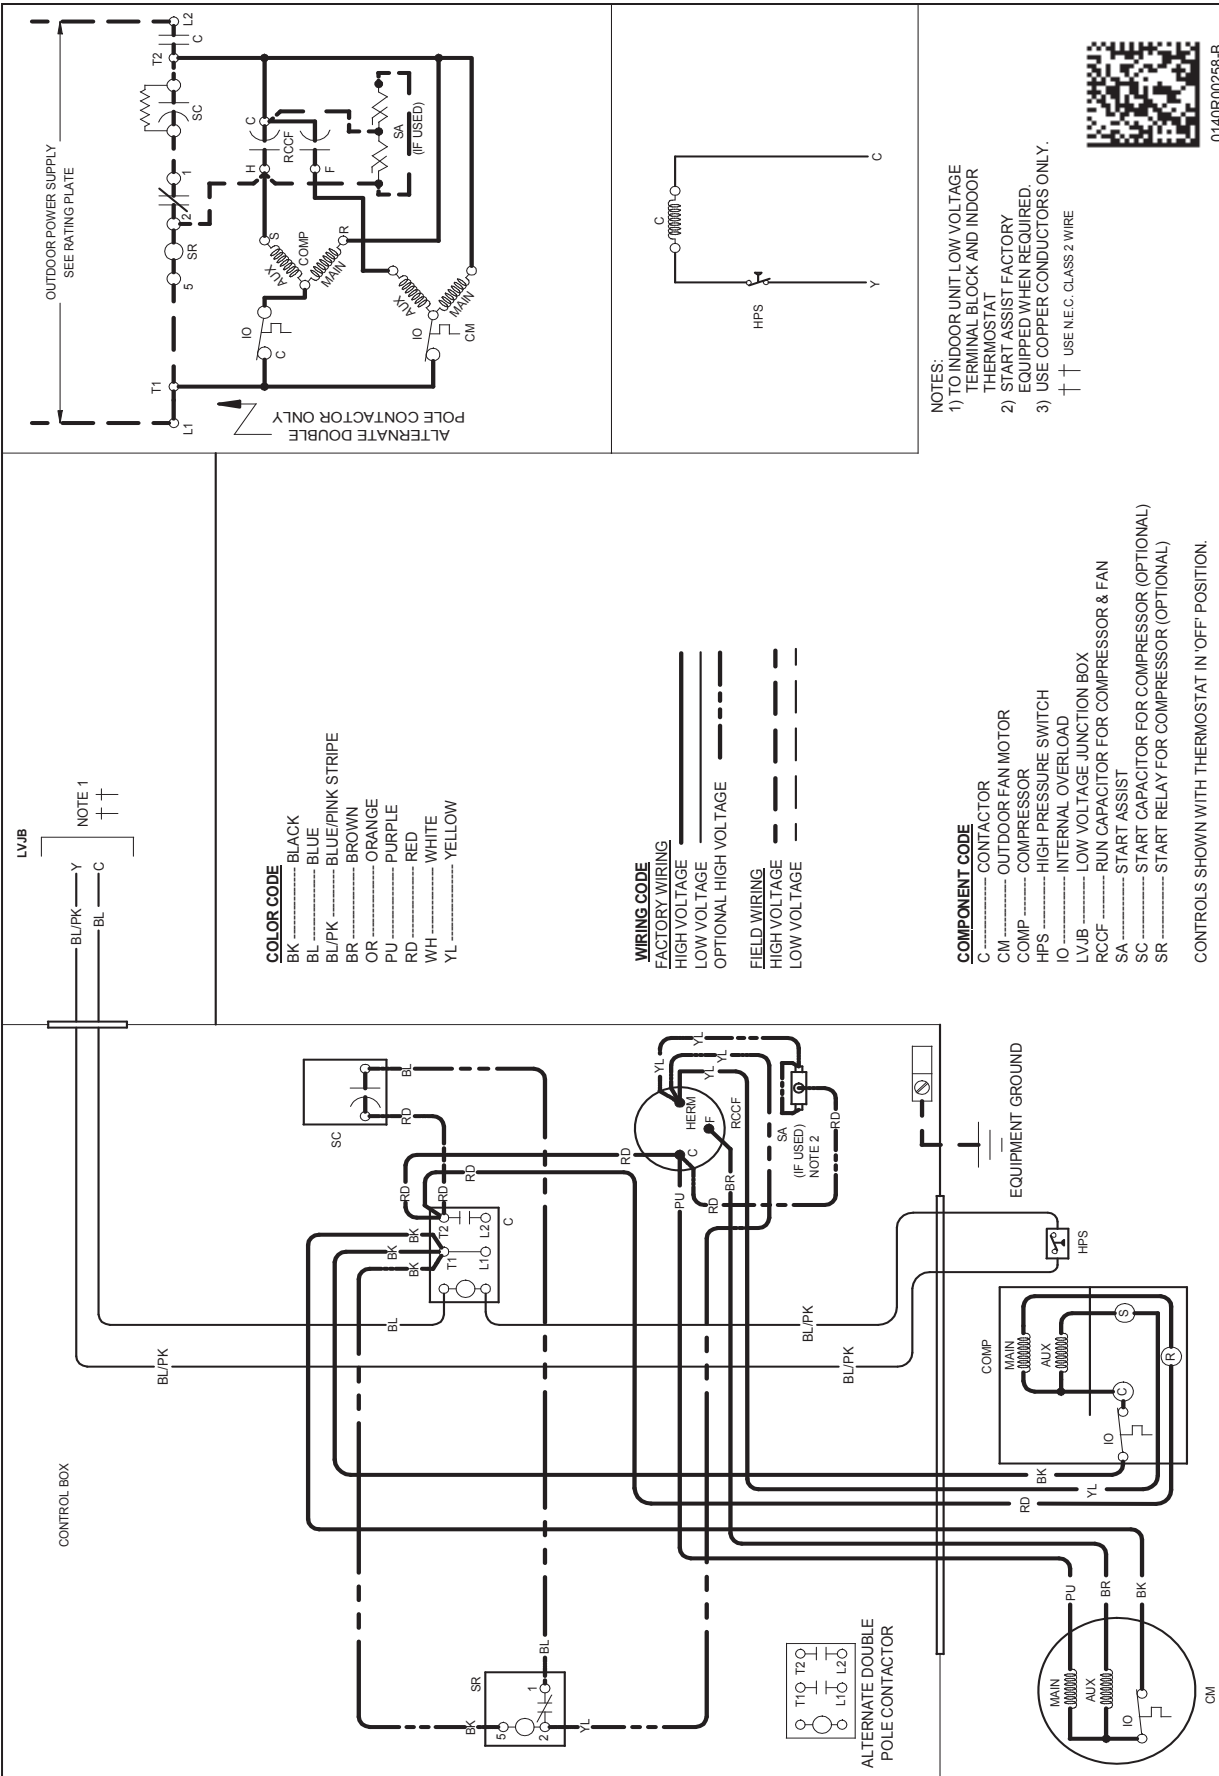 CONTROL BOX
LVJB
BL/PK
Y
BL
C
NOTE 1
BL/PK
BL
BL/PK
BL/PK
SC
RD
BL
BK
BK
BK
RD
RD
RD
RD
T1
T2
L1
L2
C
SR
BK
5
2
1
BL
YL
PU
BR
RD
C
HERM
F
RCCF
YL
YL
YL
YL
SA
(IF USED)
NOTE 2
RD
ALTERNATE DOUBLE
POLE CONTACTOR
T1
T2
L1
L2
EQUIPMENT GROUND
HPS
COMP
MAIN
AUX
IO
C
S
R
BK
YL
RD
PU
BR
BK
MAIN
AUX
IO
CM
COLOR CODE
BK ---------- BLACK
BL ---------- BLUE
BL/PK ---------- BLUE/PINK STRIPE
BR ---------- BROWN
OR ---------- ORANGE
PU ---------- PURPLE
RD ---------- RED
WH ---------- WHITE
YL ---------- YELLOW
WIRING CODE
FACTORY WIRING
HIGH VOLTAGE
LOW VOLTAGE
OPTIONAL HIGH VOLTAGE
FIELD WIRING
HIGH VOLTAGE
LOW VOLTAGE
COMPONENT CODE
C ---------- CONTACTOR
CM ---------- OUTDOOR FAN MOTOR
COMP ---------- COMPRESSOR
HPS ---------- HIGH PRESSURE SWITCH
IO ---------- INTERNAL OVERLOAD
LVJB ---------- LOW VOLTAGE JUNCTION BOX
RCCF ---------- RUN CAPACITOR FOR COMPRESSOR & FAN
SA ---------- START ASSIST
SC ---------- START CAPACITOR FOR COMPRESSOR (OPTIONAL)
SR ---------- START RELAY FOR COMPRESSOR (OPTIONAL)
CONTROLS SHOWN WITH THERMOSTAT IN 'OFF' POSITION.
OUTDOOR POWER SUPPLY
SEE RATING PLATE
L1
T1
5
SR
2
1
SC
T2
C
L2
ALTERNATE DOUBLE
POLE CONTACTOR ONLY
IO
C
COMP
AUX
MAIN
S
R
H
C
RCCF
F
SA
(IF USED)
IO
CM
AUX
MAIN
C
HPS
Y
C
NOTES:
1) TO INDOOR UNIT LOW VOLTAGE
TERMINAL BLOCK AND INDOOR
THERMOSTAT
2) START ASSIST FACTORY
EQUIPPED WHEN REQUIRED.
3) USE COPPER CONDUCTORS ONLY.
USE N.E.C. CLASS 2 WIRE
0140R00258-B